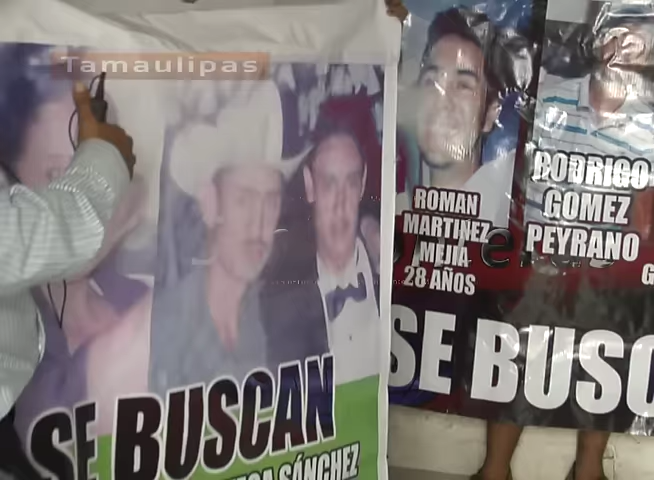 Tamaulipas
SE BUSCAN
SÁNCHEZ
ROMAN
MARTINEZ
MEJIA
28 AÑOS
RODRIGO
GOMEZ
PEYRANO
G
SE BUSC